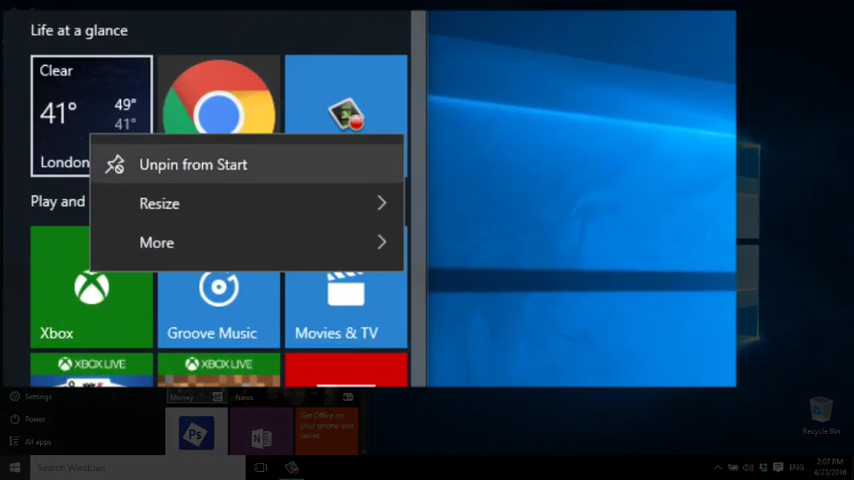 Life at a glance
Clear
41° 49°
41°
London
Unpin from Start
Resize
More
Play and
Xbox
Groove Music
Movies & TV
XBOX LIVE
XBOX LIVE
Settings
Power
All apps
Money
News
Ps
Get Office on
your phone and
tablet
Recycle Bin
Search Windows
ENG
2:07 PM
4/23/2016